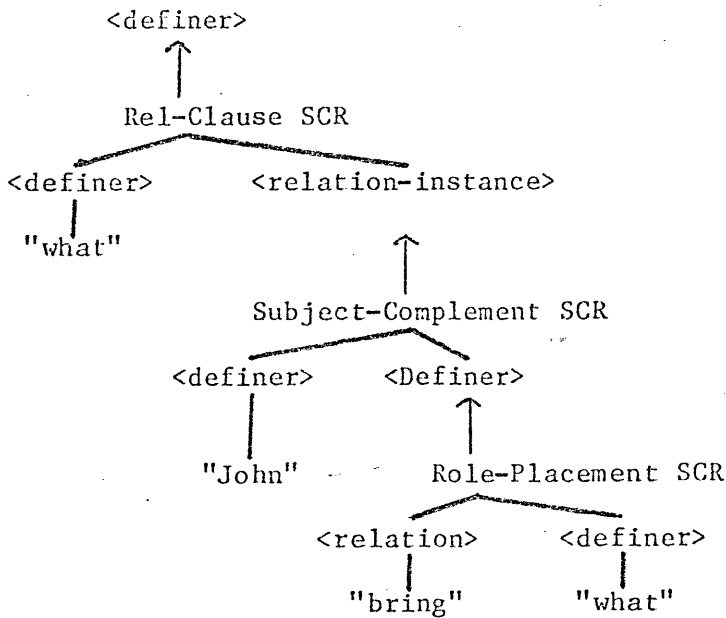 <definer>
Rel-Clause SCR
<definer> <relation-instance>
"what"
Subject-Complement SCR
<definer> <Definer>
"John" Role-Placement SCR
<relation> <definer>
"bring" "what"